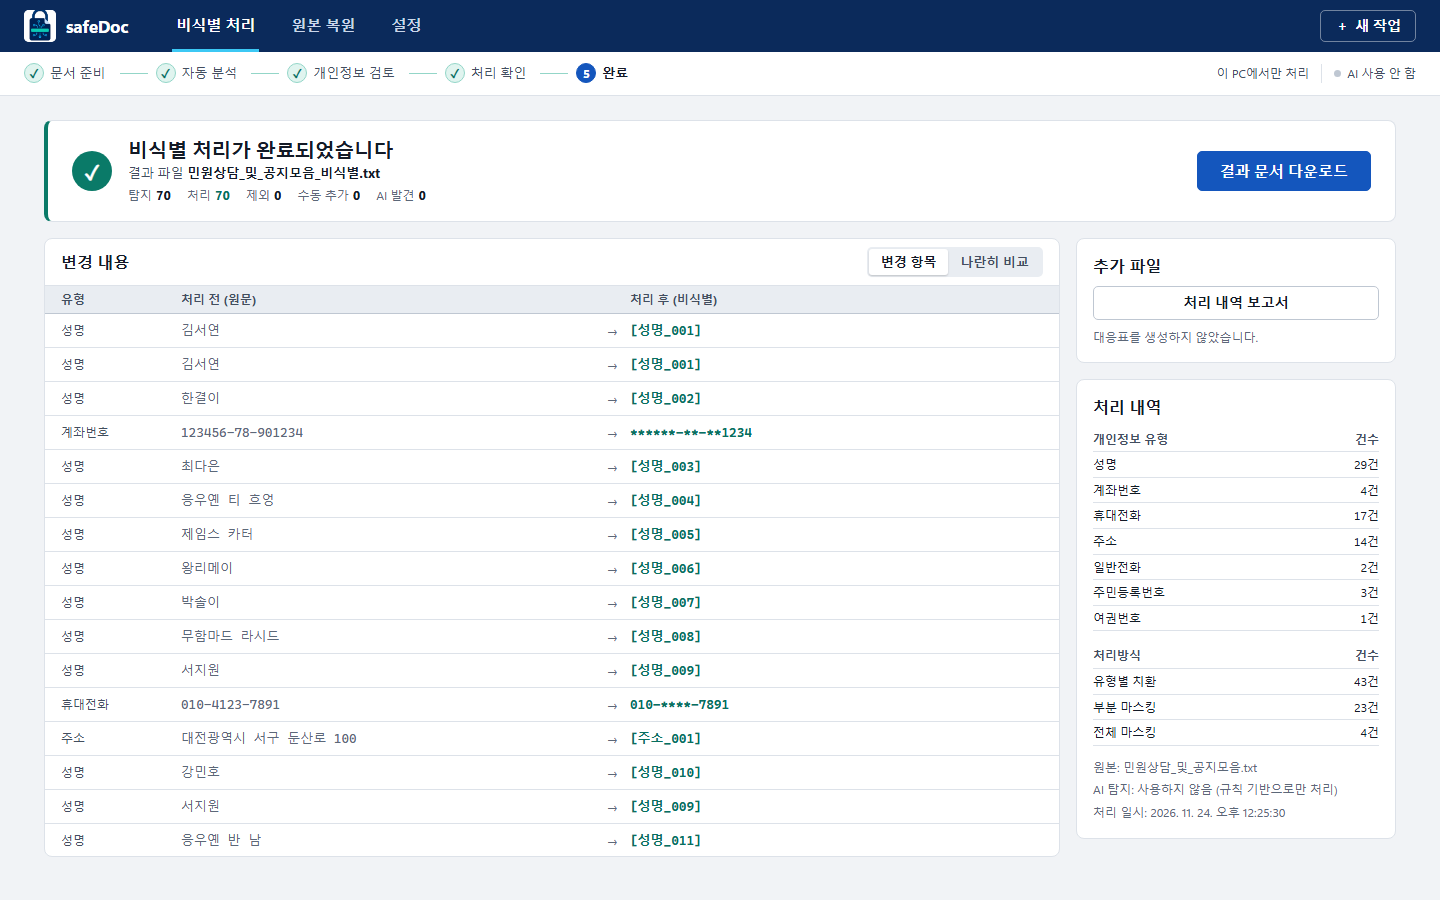 safeDoc 비식별 처리 원본 복원 설정 + 새 작업
✓ 문서 준비 ✓ 자동 분석 ✓ 개인정보 검토 ✓ 처리 확인 5 완료 이 PC에서만 처리 AI 사용 안 함
비식별 처리가 완료되었습니다
결과 파일 민원상담_및_공지모음_비식별.txt
탐지 70 처리 70 제외 0 수동 추가 0 AI 발견 0
결과 문서 다운로드
변경 내용 변경 항목 나란히 비교
유형 처리 전 (원문) 처리 후 (비식별)
성명 김서연 → [성명_001]
성명 김서연 → [성명_001]
성명 한결이 → [성명_002]
계좌번호 123456-78-901234 → ******-**-**1234
성명 최다은 → [성명_003]
성명 응우옌 티 흐엉 → [성명_004]
성명 제임스 카터 → [성명_005]
성명 왕리메이 → [성명_006]
성명 박솔이 → [성명_007]
성명 무함마드 라시드 → [성명_008]
성명 서지원 → [성명_009]
휴대전화 010-4123-7891 → 010-****-7891
주소 대전광역시 서구 둔산로 100 → [주소_001]
성명 강민호 → [성명_010]
성명 서지원 → [성명_009]
성명 응우옌 반 남 → [성명_011]
추가 파일
처리 내역 보고서
대응표를 생성하지 않았습니다.
처리 내역
개인정보 유형 건수
성명 29건
계좌번호 4건
휴대전화 17건
주소 14건
일반전화 2건
주민등록번호 3건
여권번호 1건
처리방식 건수
유형별 치환 43건
부분 마스킹 23건
전체 마스킹 4건
원본: 민원상담_및_공지모음.txt
AI 탐지: 사용하지 않음 (규칙 기반으로만 처리)
처리 일시: 2026. 11. 24. 오후 12:25:30